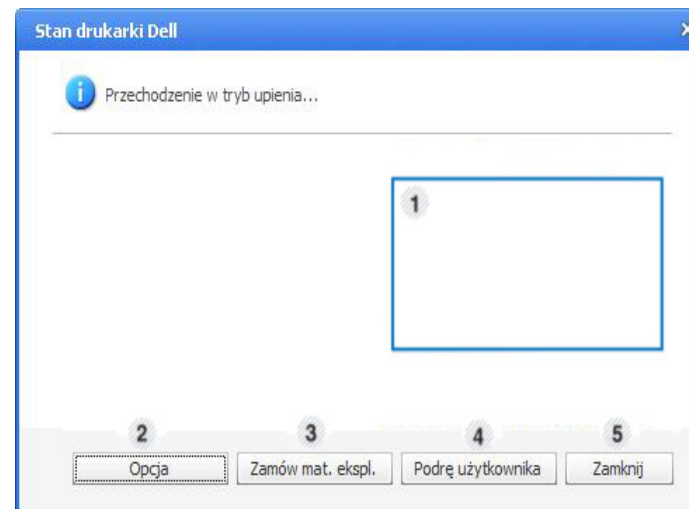 Stan drukarki Dell
Przechodzenie w tryb upienia...
1
2 3 4 5
Opcja Zamów mat. ekspl. Podrę użytkownika Zamknij